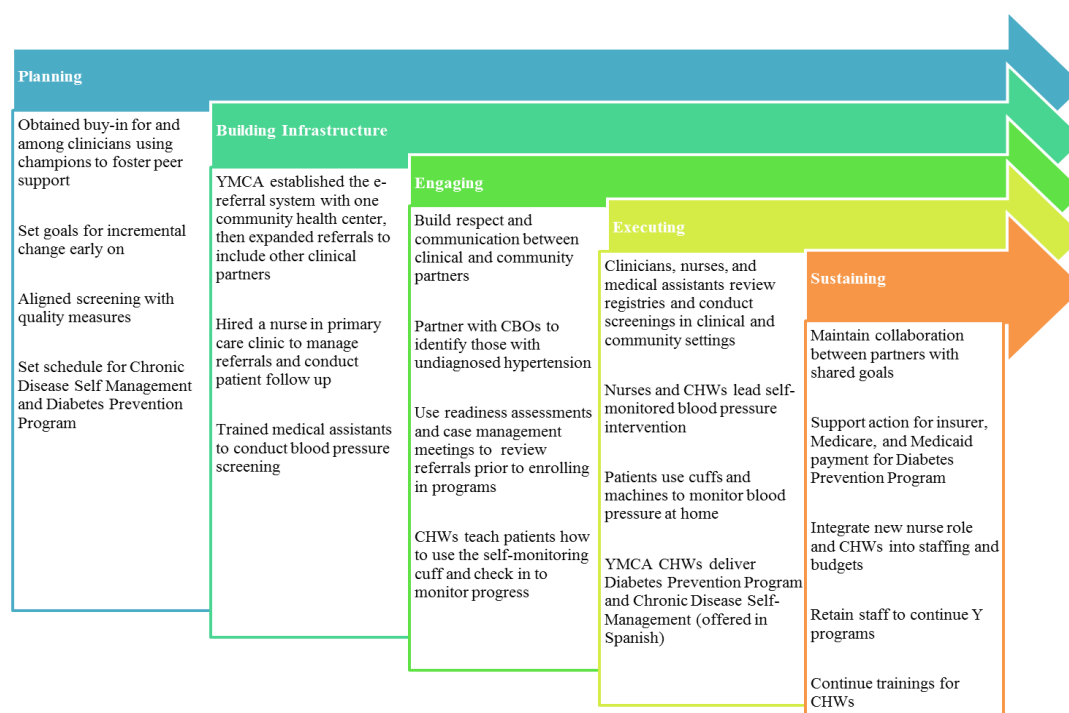 Planning
Obtained buy-in for and
among clinicians using
champions to foster peer
support
Set goals for incremental
change early on
Aligned screening with
quality measures
Set schedule for Chronic
Disease Self Management
and Diabetes Prevention
Program
Building Infrastructure
YMCA established the e-
referral system with one
community health center,
then expanded referrals to
include other clinical
partners
Hired a nurse in primary
care clinic to manage
referrals and conduct
patient follow up
Trained medical assistants
to conduct blood pressure
screening
Engaging
Build respect and
communication between
clinical and community
partners
Partner with CBOs to
identify those with
undiagnosed hypertension
Use readiness assessments
and case management
meetings to review
referrals prior to enrolling
in programs
CHWs teach patients how
to use the self-monitoring
cuff and check in to
monitor progress
Executing
Clinicians, nurses, and
medical assistants review
registries and conduct
screenings in clinical and
community settings
Nurses and CHWs lead self-
monitored blood pressure
intervention
Patients use cuffs and
machines to monitor blood
pressure at home
YMCA CHWs deliver
Diabetes Prevention Program
and Chronic Disease Self-
Management (offered in
Spanish)
Sustaining
Maintain collaboration
between partners with
shared goals
Support action for insurer,
Medicare, and Medicaid
payment for Diabetes
Prevention Program
Integrate new nurse role
and CHWs into staffing and
budgets
Retain staff to continue Y
programs
Continue trainings for
CHWs